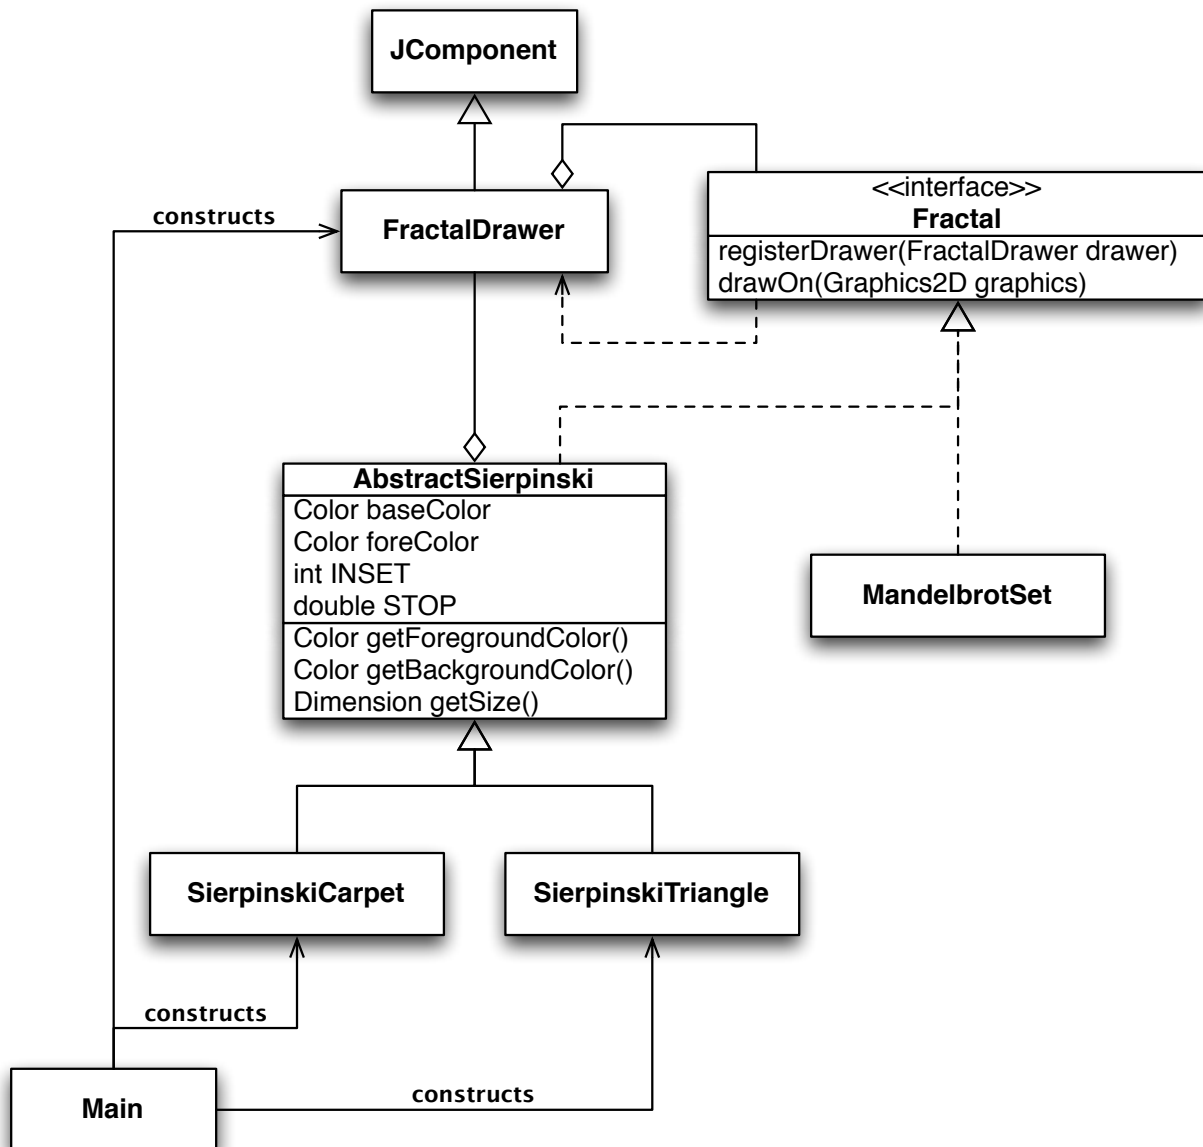 JComponent
<<interface>>
Fractal
registerDrawer(FractalDrawer drawer)
drawOn(Graphics2D graphics)
constructs
FractalDrawer
AbstractSierpinski
Color baseColor
Color foreColor
int INSET
double STOP
Color getForegroundColor()
Color getBackgroundColor()
Dimension getSize()
MandelbrotSet
SierpinskiCarpet
SierpinskiTriangle
constructs
constructs
Main